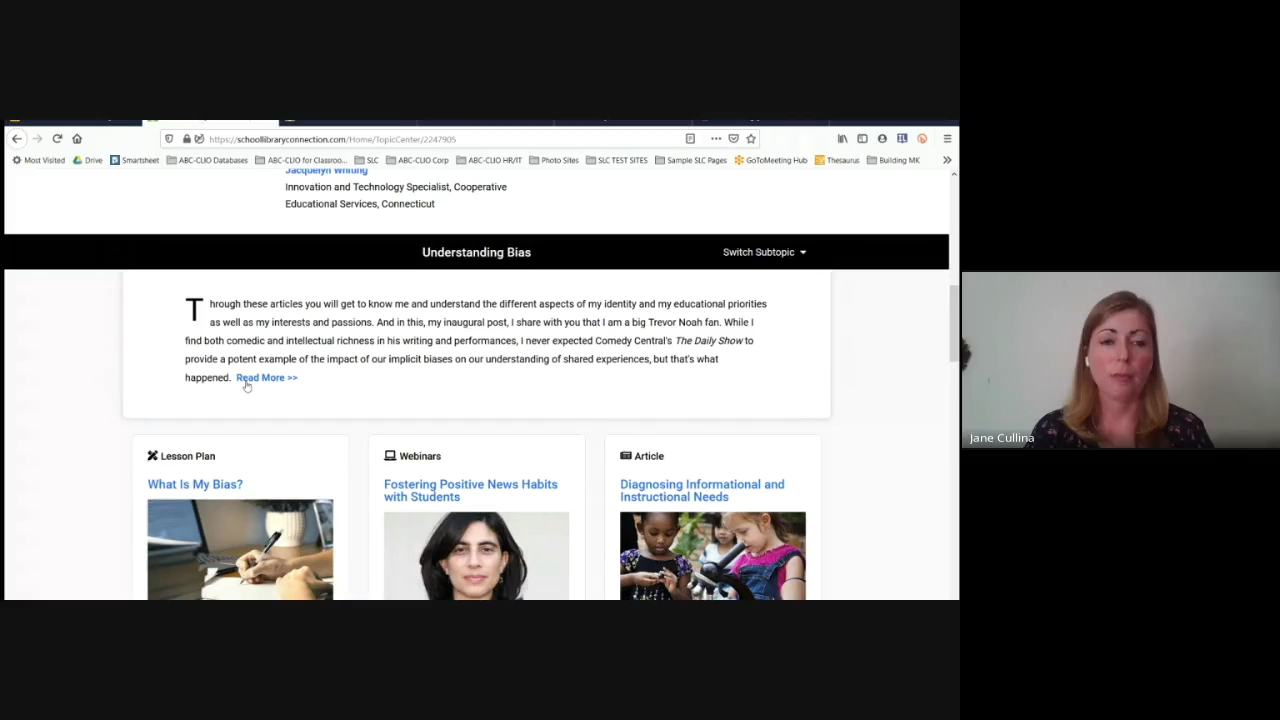 https://schoollibraryconnection.com/Home/TopicCenter/2247905
Most Visited Drive Smartsheet ABC-CLIO Databases ABC-CLIO for Classroo... SLC ABC-CLIO Corp ABC-CLIO HR/IT Photo Sites SLC TEST SITES Sample SLC Pages GoToMeeting Hub Thesaurus Building MK
Jacquelyn Whiting
Innovation and Technology Specialist, Cooperative
Educational Services, Connecticut
Understanding Bias Switch Subtopic
Through these articles you will get to know me and understand the different aspects of my identity and my educational priorities
as well as my interests and passions. And in this, my inaugural post, I share with you that I am a big Trevor Noah fan. While I
find both comedic and intellectual richness in his writing and performances, I never expected Comedy Central's The Daily Show to
provide a potent example of the impact of our implicit biases on our understanding of shared experiences, but that's what
happened. Read More >>
Lesson Plan
What Is My Bias?
Webinars
Fostering Positive News Habits
with Students
Article
Diagnosing Informational and
Instructional Needs
Jane Cullina